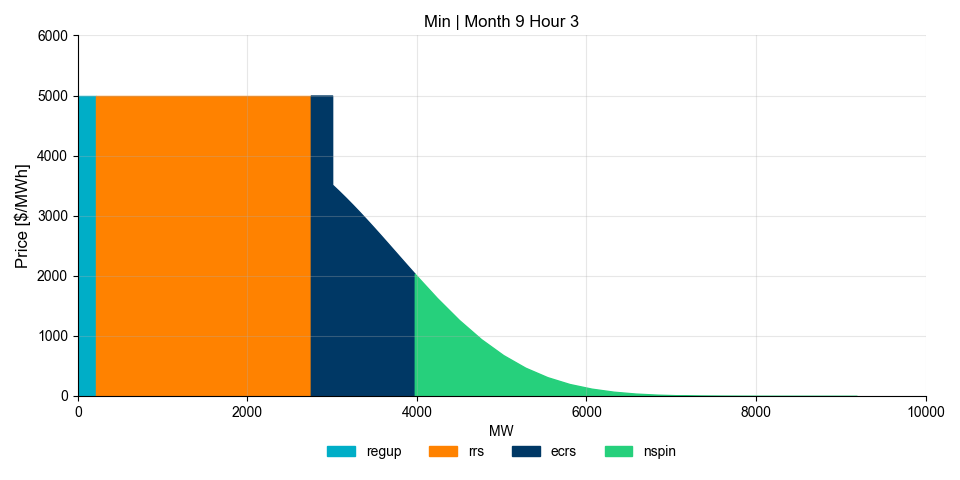 Min | Month 9 Hour 3
Price [$/MWh]
6000
5000
4000
3000
2000
1000
0
0 2000 4000 6000 8000 10000
MW
regup rrs ecrs nspin